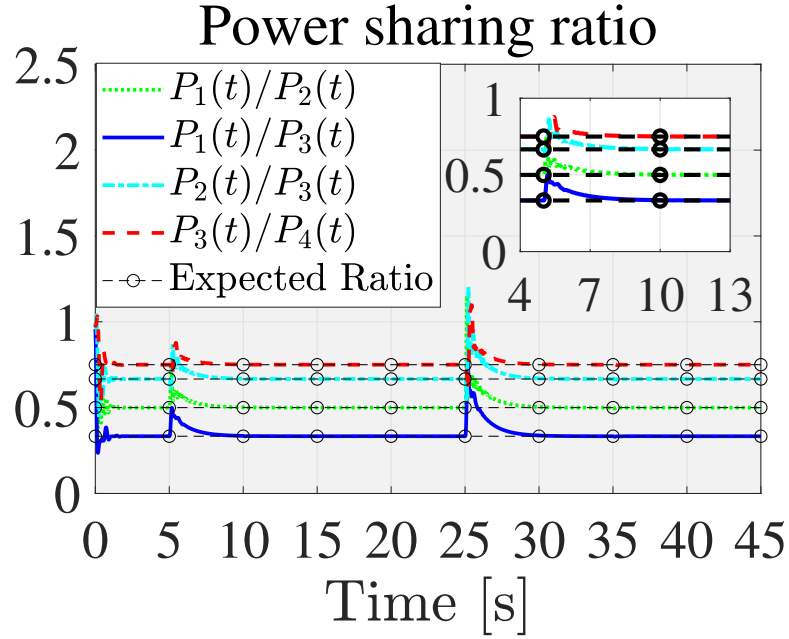 Power sharing ratio
2.5
2
1.5
1
0.5
0
P₁(t)/P₂(t)
P₁(t)/P₃(t)
P₂(t)/P₃(t)
P₃(t)/P₄(t)
Expected Ratio
1
0.5
0
4 7 10 13
0 5 10 15 20 25 30 35 40 45
Time [s]